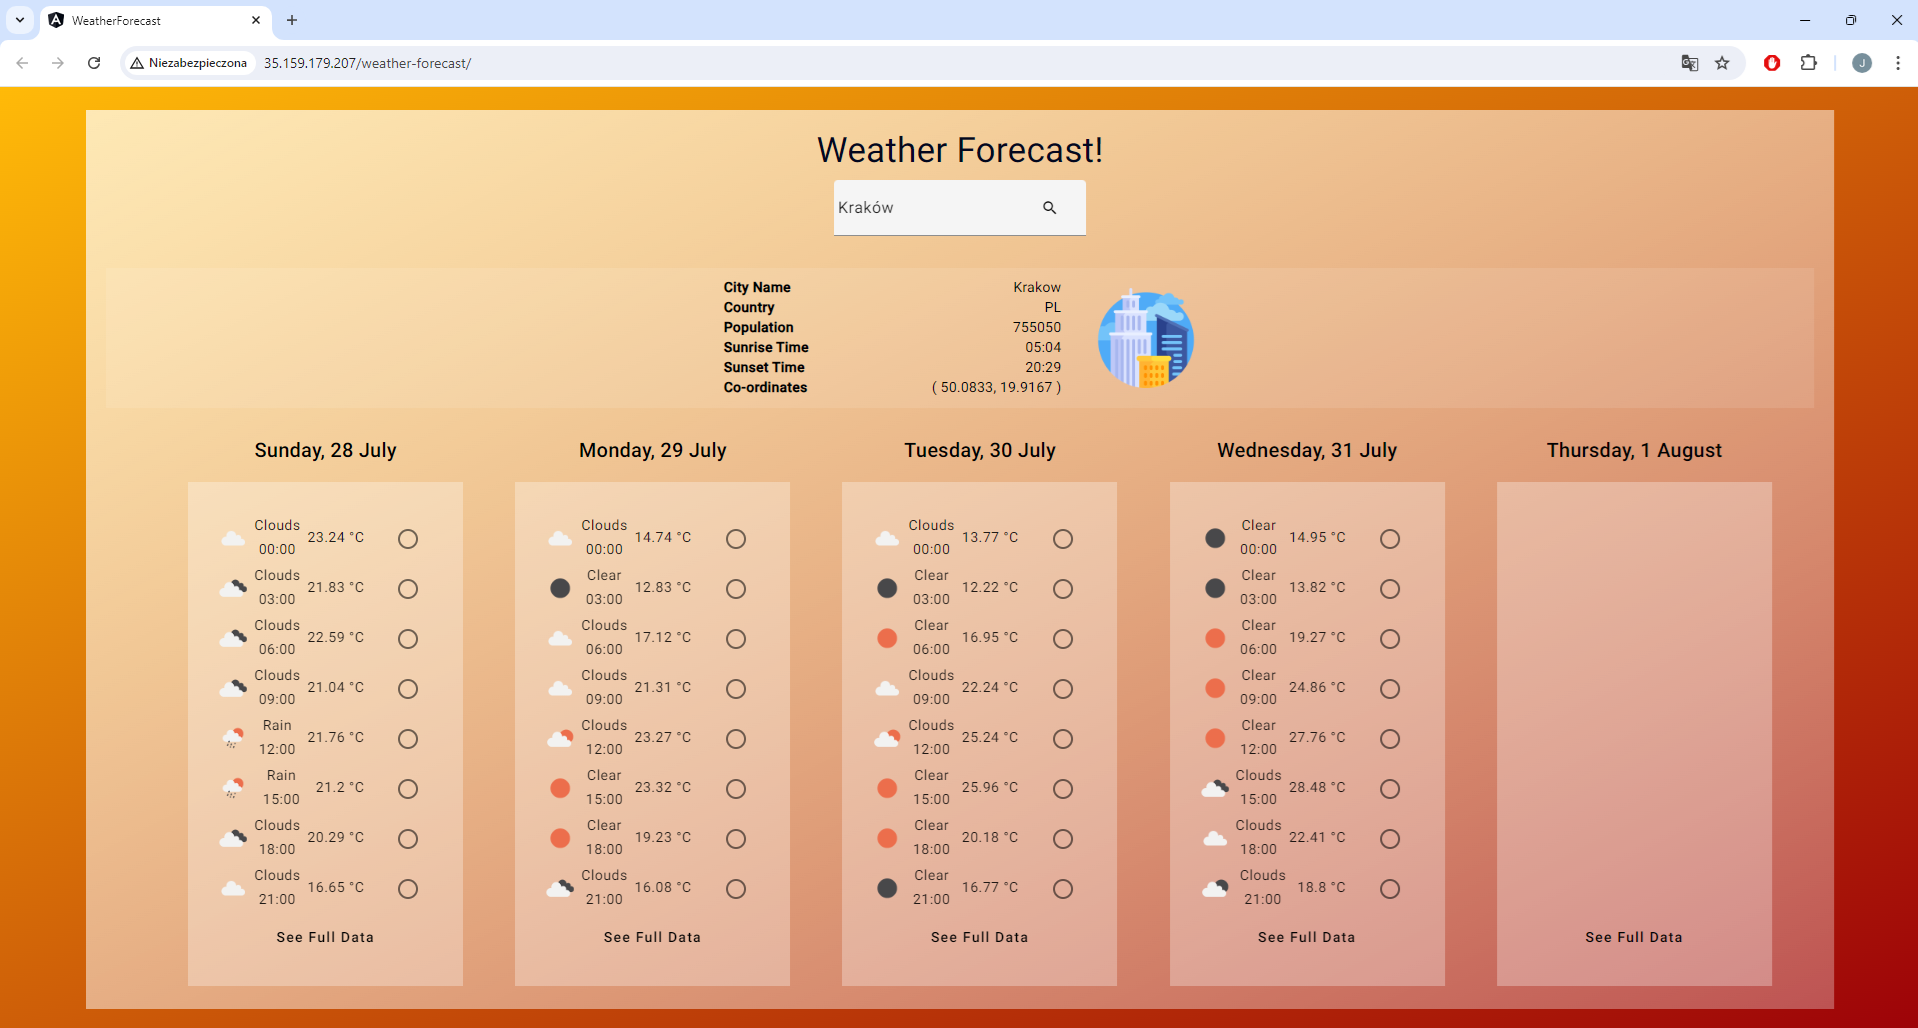 WeatherForecast
Niezabezpieczona
35.159.179.207/weather-forecast/
J
Weather Forecast!
Kraków
City Name Krakow
Country PL
Population 755050
Sunrise Time 05:04
Sunset Time 20:29
Co-ordinates ( 50.0833, 19.9167 )
Sunday, 28 July
Clouds
00:00
23.24 °C
Clouds
03:00
21.83 °C
Clouds
06:00
22.59 °C
Clouds
09:00
21.04 °C
Rain
12:00
21.76 °C
Rain
15:00
21.2 °C
Clouds
18:00
20.29 °C
Clouds
21:00
16.65 °C
See Full Data
Monday, 29 July
Clouds
00:00
14.74 °C
Clear
03:00
12.83 °C
Clouds
06:00
17.12 °C
Clouds
09:00
21.31 °C
Clouds
12:00
23.27 °C
Clear
15:00
23.32 °C
Clear
18:00
19.23 °C
Clouds
21:00
16.08 °C
See Full Data
Tuesday, 30 July
Clouds
00:00
13.77 °C
Clear
03:00
12.22 °C
Clear
06:00
16.95 °C
Clouds
09:00
22.24 °C
Clouds
12:00
25.24 °C
Clear
15:00
25.96 °C
Clear
18:00
20.18 °C
Clear
21:00
16.77 °C
See Full Data
Wednesday, 31 July
Clear
00:00
14.95 °C
Clear
03:00
13.82 °C
Clear
06:00
19.27 °C
Clear
09:00
24.86 °C
Clear
12:00
27.76 °C
Clouds
15:00
28.48 °C
Clouds
18:00
22.41 °C
Clouds
21:00
18.8 °C
See Full Data
Thursday, 1 August
See Full Data